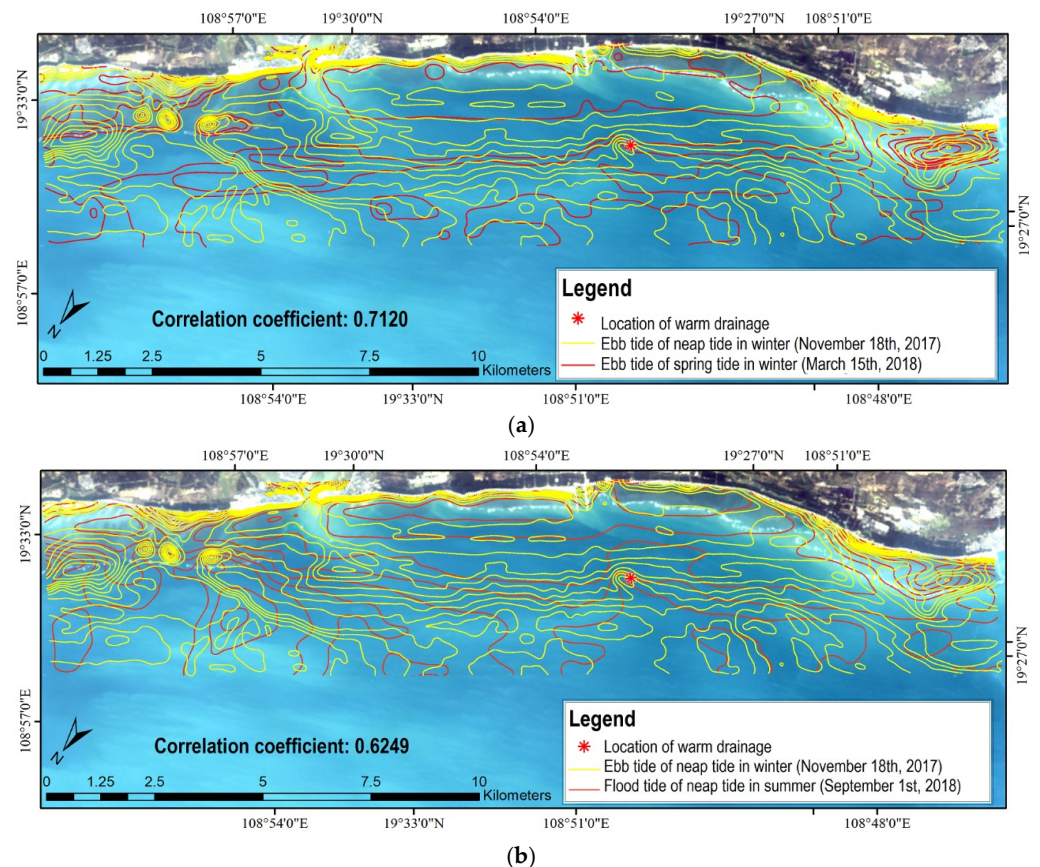 108°57'0"E 19°30'0"N 108°54'0"E 19°27'0"N 108°51'0"E
19°33'0"N
19°27'0"N
108°57'0"E
N
Correlation coefficient: 0.7120
0 1.25 2.5 5 7.5 10
Kilometers
Legend
Location of warm drainage
Ebb tide of neap tide in winter (November 18th, 2017)
Ebb tide of spring tide in winter (March 15th, 2018)
108°54'0"E 19°33'0"N 108°51'0"E 108°48'0"E
(a)
108°57'0"E 19°30'0"N 108°54'0"E 19°27'0"N 108°51'0"E
19°33'0"N
19°27'0"N
108°57'0"E
N
Correlation coefficient: 0.6249
0 1.25 2.5 5 7.5 10
Kilometers
Legend
Location of warm drainage
Ebb tide of neap tide in winter (November 18th, 2017)
Flood tide of neap tide in summer (September 1st, 2018)
108°54'0"E 19°33'0"N 108°51'0"E 108°48'0"E
(b)